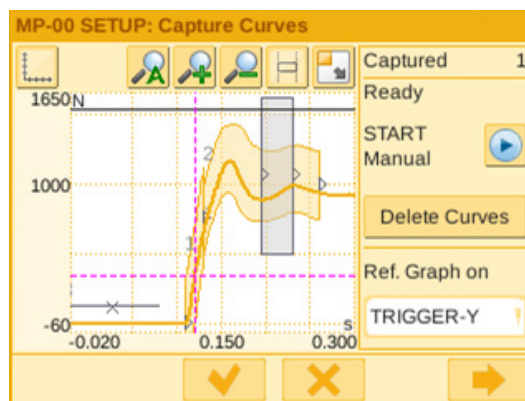 MP-00 SETUP: Capture Curves
A
Captured 1
Ready
START
Manual
Delete Curves
Ref. Graph on
TRIGGER-Y
1650 N
1000
-60
2
1
s
-0.020 0.150 0.300